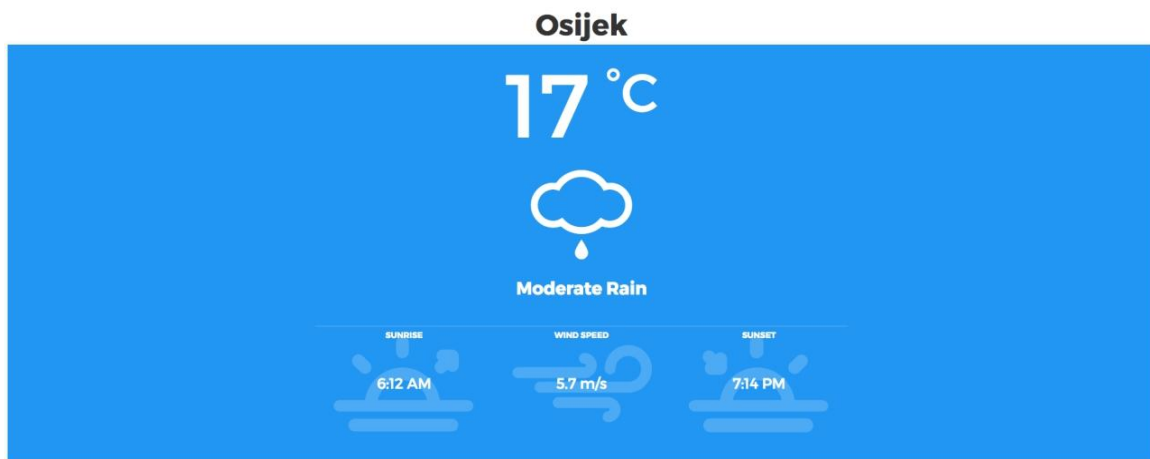 Osijek
17 °C
Moderate Rain
SUNRISE WIND SPEED SUNSET
6:12 AM 5.7 m/s 7:14 PM